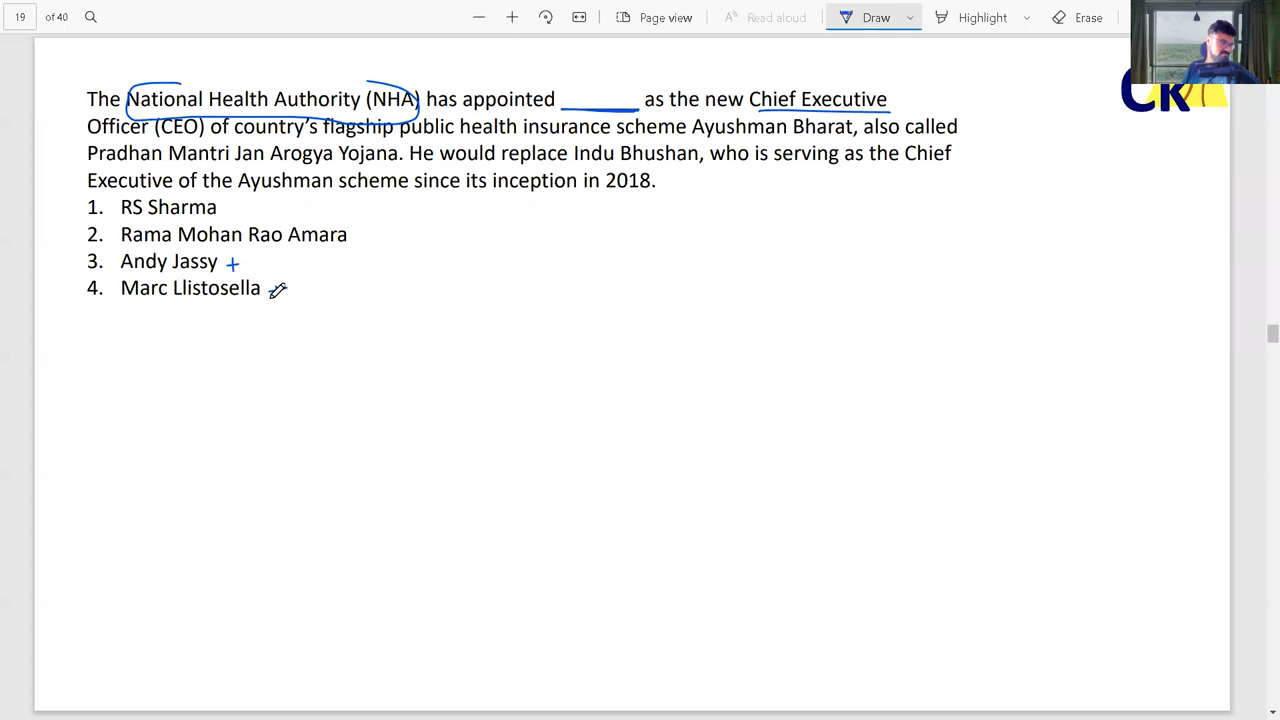 19 of 40 Page view Read aloud Draw Highlight Erase
The National Health Authority (NHA) has appointed ______ as the new Chief Executive
Officer (CEO) of country's flagship public health insurance scheme Ayushman Bharat, also called
Pradhan Mantri Jan Arogya Yojana. He would replace Indu Bhushan, who is serving as the Chief
Executive of the Ayushman scheme since its inception in 2018.
1. RS Sharma
2. Rama Mohan Rao Amara
3. Andy Jassy +
4. Marc Llistosella